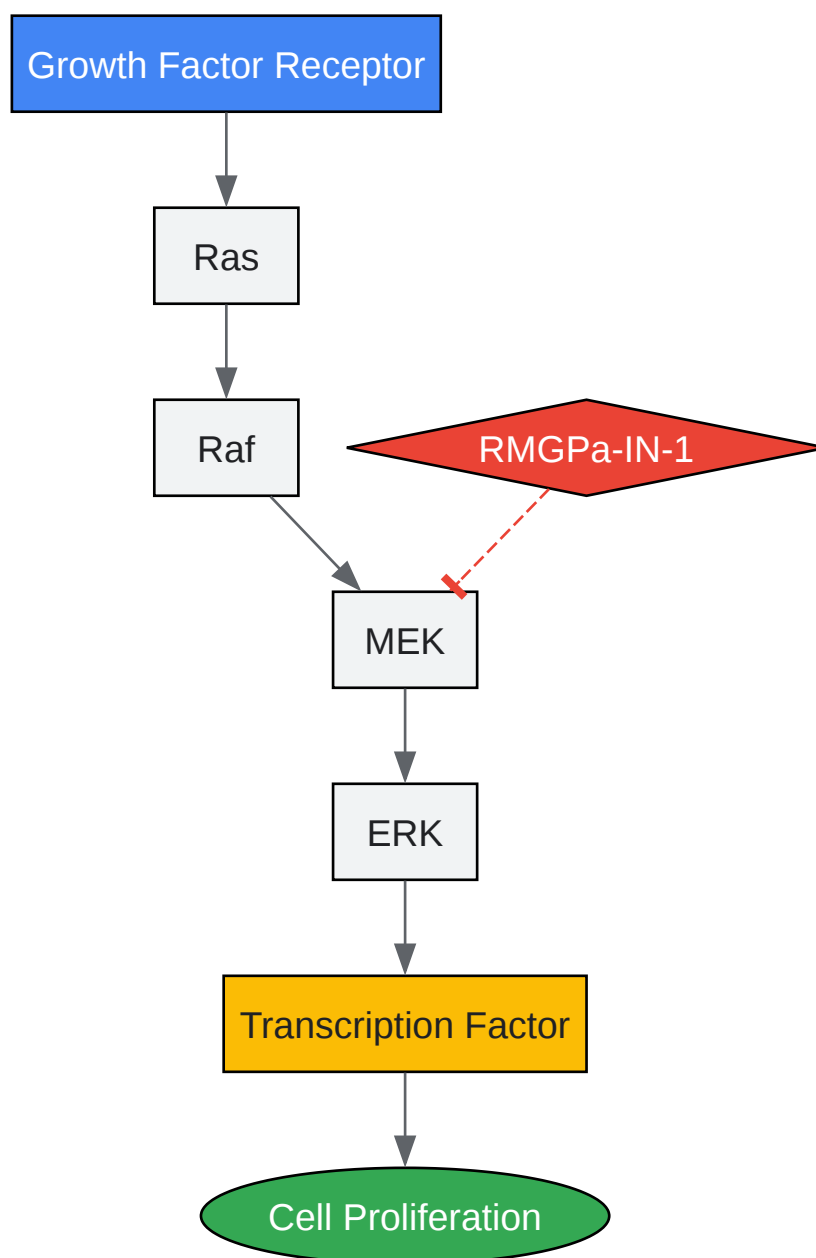 Growth Factor Receptor
Ras
Raf
RMGPa-IN-1
MEK
ERK
Transcription Factor
Cell Proliferation